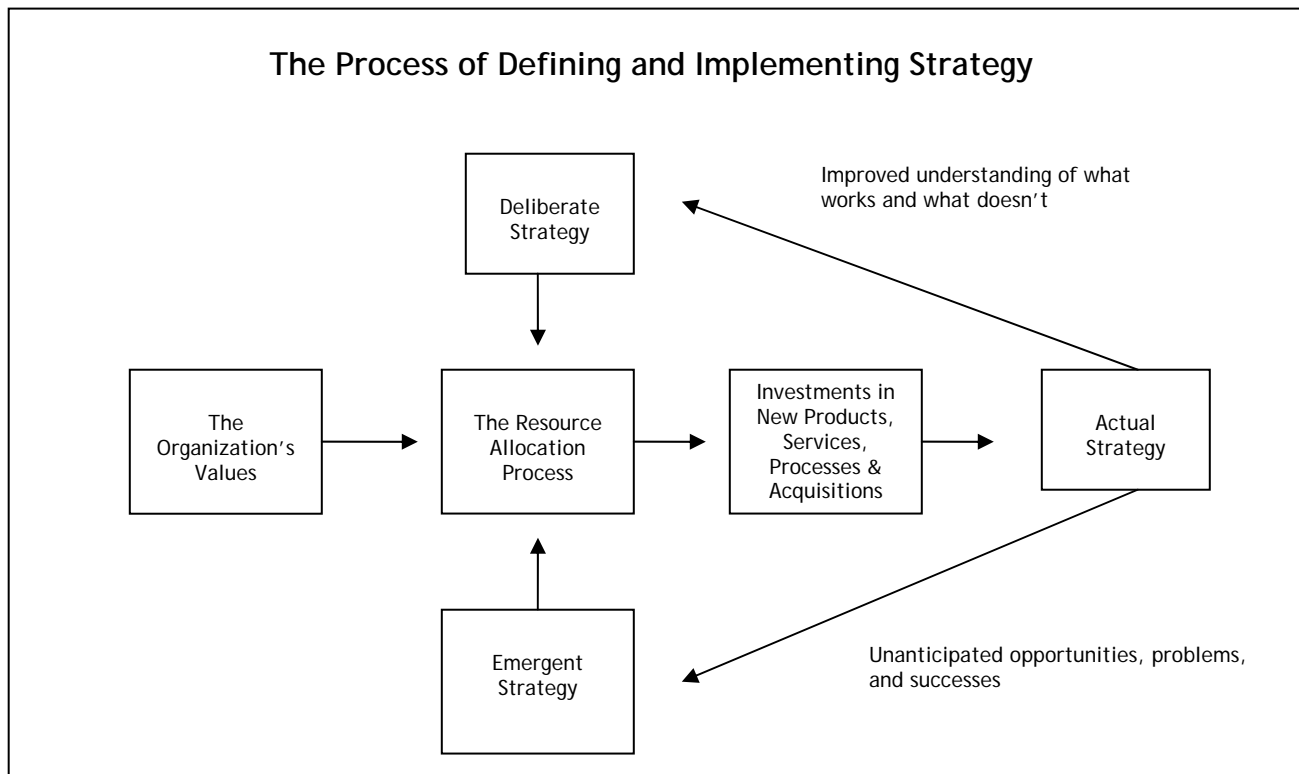 The Process of Defining and Implementing Strategy
Deliberate
Strategy
Improved understanding of what
works and what doesn’t
The
Organization’s
Values
The Resource
Allocation
Process
Investments in
New Products,
Services,
Processes &
Acquisitions
Actual
Strategy
Emergent
Strategy
Unanticipated opportunities, problems,
and successes